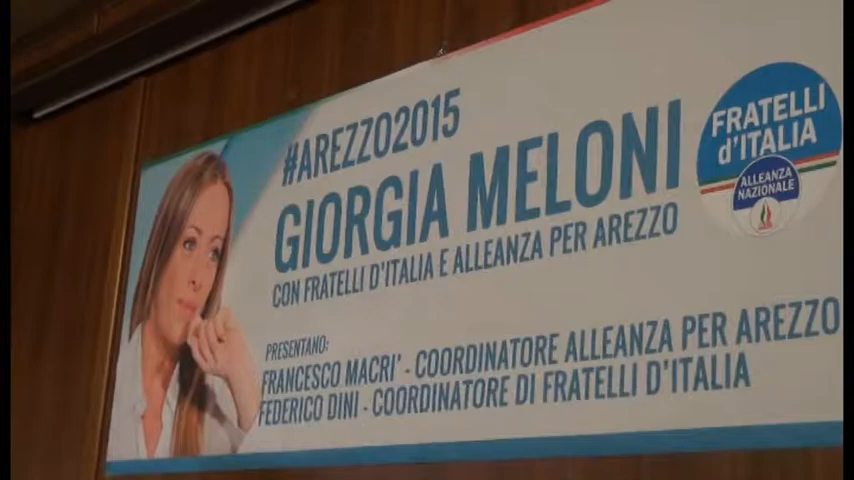 #AREZZO2015
GIORGIA MELONI
CON FRATELLI D'ITALIA E ALLEANZA PER AREZZO
PRESENTANO:
FRANCESCO MACRI' - COORDINATORE ALLEANZA PER AREZZO
FEDERICO DINI - COORDINATORE DI FRATELLI D'ITALIA
FRATELLI
d'ITALIA
ALLEANZA
NAZIONALE